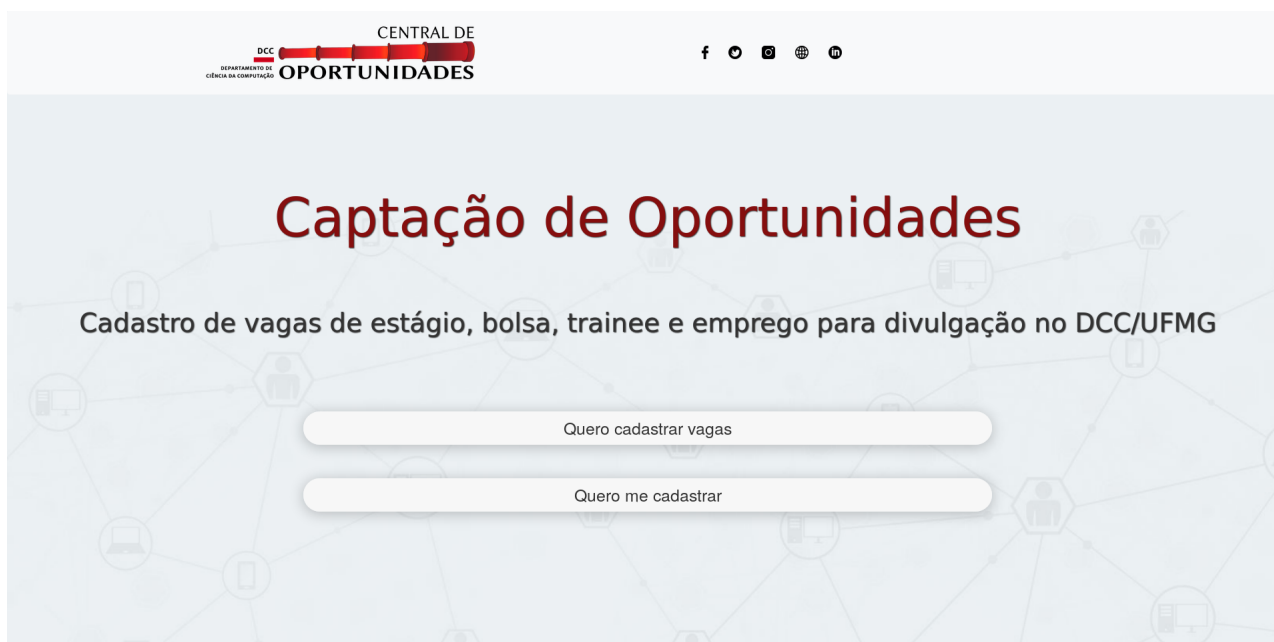 CENTRAL DE
DCC
DEPARTAMENTO DE
CIÊNCIA DA COMPUTAÇÃO
OPORTUNIDADES
Captação de Oportunidades
Cadastro de vagas de estágio, bolsa, trainee e emprego para divulgação no DCC/UFMG
Quero cadastrar vagas
Quero me cadastrar